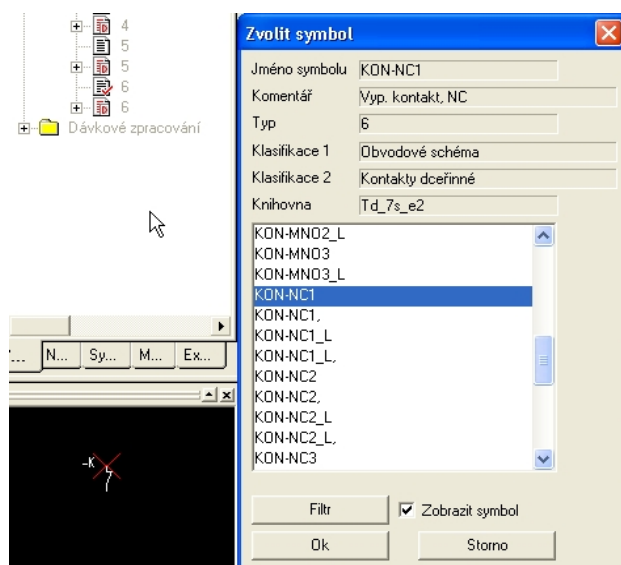 4
5
5
6
6
Dávkové zpracování
N...
Sy...
M...
Ex...
-K
Zvolit symbol
Jméno symbolu KON-NC1
Komentář Vyp. kontakt, NC
Typ 6
Klasifikace 1 Obvodové schéma
Klasifikace 2 Kontakty dceřinné
Knihovna Td_7s_e2
KON-MNO2_L
KON-MNO3
KON-MNO3_L
KON-NC1
KON-NC1,
KON-NC1_L
KON-NC1_L,
KON-NC2
KON-NC2,
KON-NC2_L
KON-NC2_L,
KON-NC3
Filtr
Zobrazit symbol
Ok
Storno